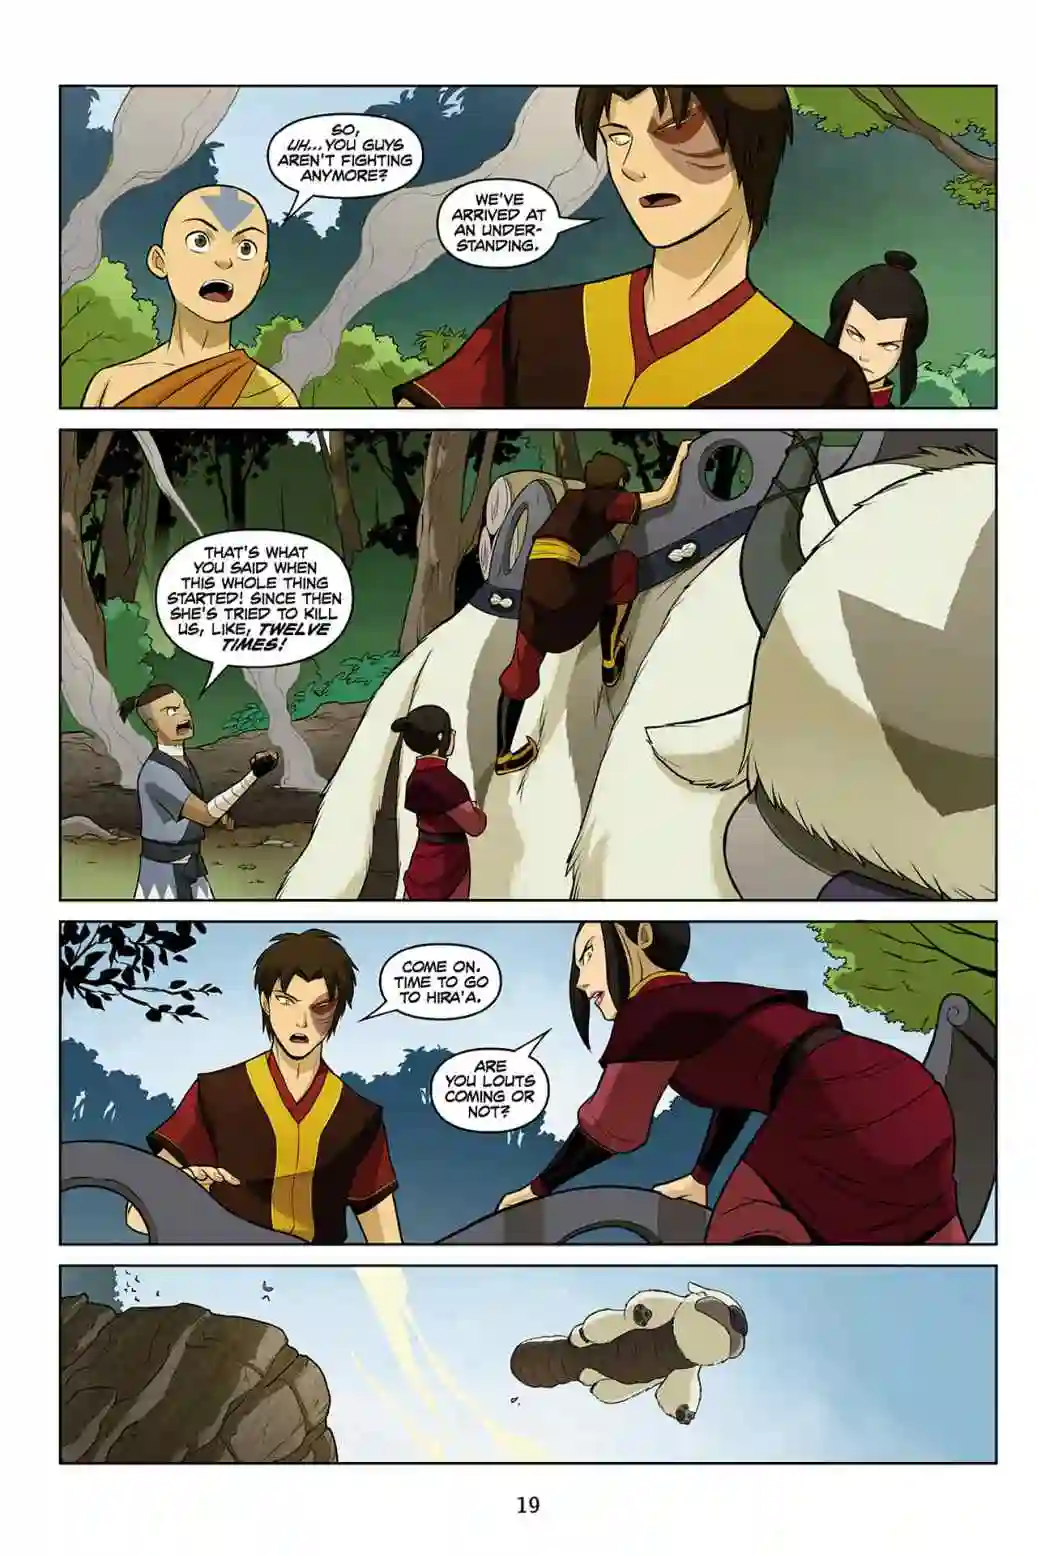 SO,
UH...YOU GUYS
AREN'T FIGHTING
ANYMORE?
WE'VE
ARRIVED AT
AN UNDER-
STANDING.
THAT'S WHAT
YOU SAID WHEN
THIS WHOLE THING
STARTED! SINCE THEN
SHE'S TRIED TO KILL
US, LIKE, TWELVE
TIMES!
COME ON.
TIME TO GO
TO HIRA'A.
ARE
YOU LOUTS
COMING OR
NOT?
19